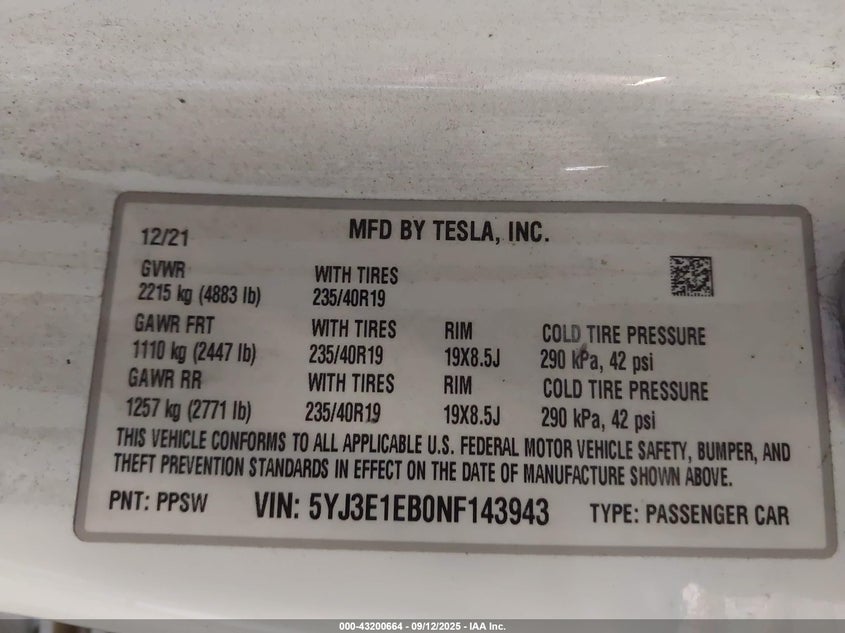 12/21 MFD BY TESLA, INC.
GVWR WITH TIRES
2215 kg (4883 lb) 235/40R19
GAWR FRT WITH TIRES RIM COLD TIRE PRESSURE
1110 kg (2447 lb) 235/40R19 19X8.5J 290 kPa, 42 psi
GAWR RR WITH TIRES RIM COLD TIRE PRESSURE
1257 kg (2771 lb) 235/40R19 19X8.5J 290 kPa, 42 psi
THIS VEHICLE CONFORMS TO ALL APPLICABLE U.S. FEDERAL MOTOR VEHICLE SAFETY, BUMPER, AND
THEFT PREVENTION STANDARDS IN EFFECT ON THE DATE OF MANUFACTURE SHOWN ABOVE.
PNT: PPSW VIN: 5YJ3E1EB0NF143943 TYPE: PASSENGER CAR
000-43200664 - 09/12/2025 - IAA Inc.